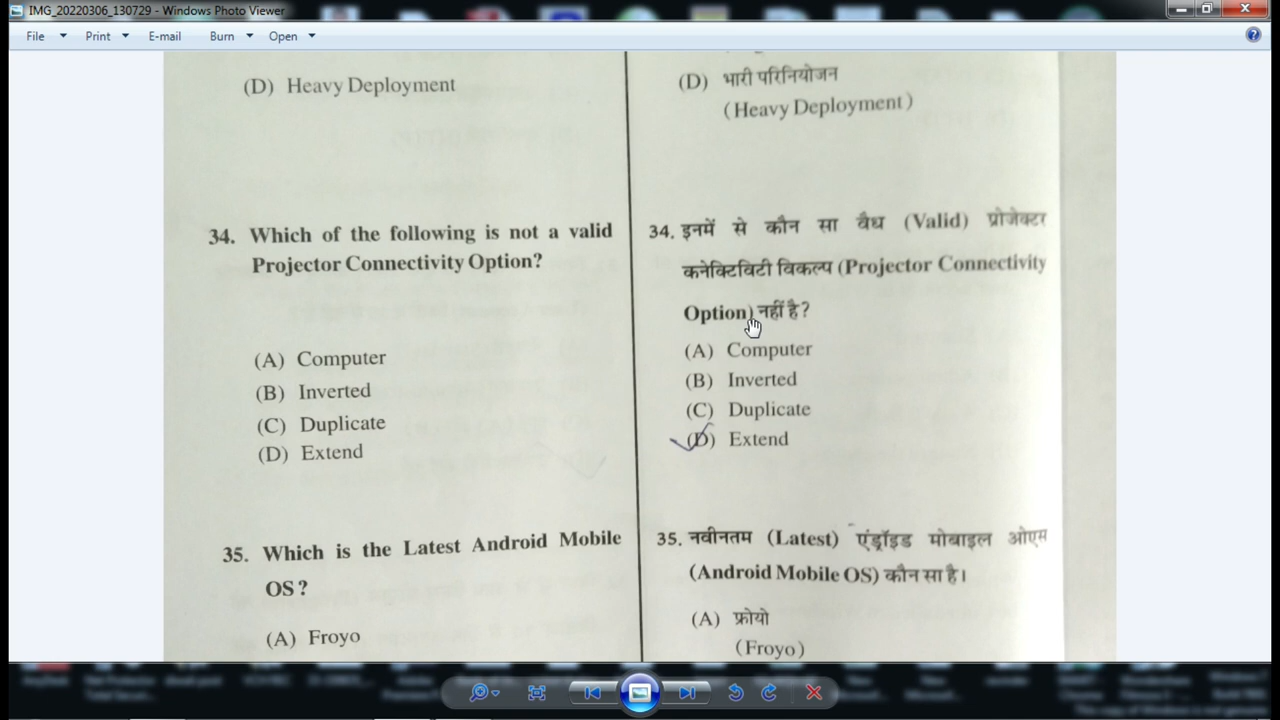 IMG_20220306_130729 - Windows Photo Viewer
File Print E-mail Burn Open
(D) Heavy Deployment
34. Which of the following is not a valid
Projector Connectivity Option?
(A) Computer
(B) Inverted
(C) Duplicate
(D) Extend
35. Which is the Latest Android Mobile
OS?
(A) Froyo
(D) भारी परिनियोजन
(Heavy Deployment)
34. इनमें से कौन सा वैध (Valid) प्रोजेक्टर
कनेक्टिविटी विकल्प (Projector Connectivity
Option) नहीं है?
(A) Computer
(B) Inverted
(C) Duplicate
(D) Extend
35. नवीनतम (Latest) एंड्रॉइड मोबाइल ओएम
(Android Mobile OS) कौन सा है।
(A) फ्रोयो
(Froyo)